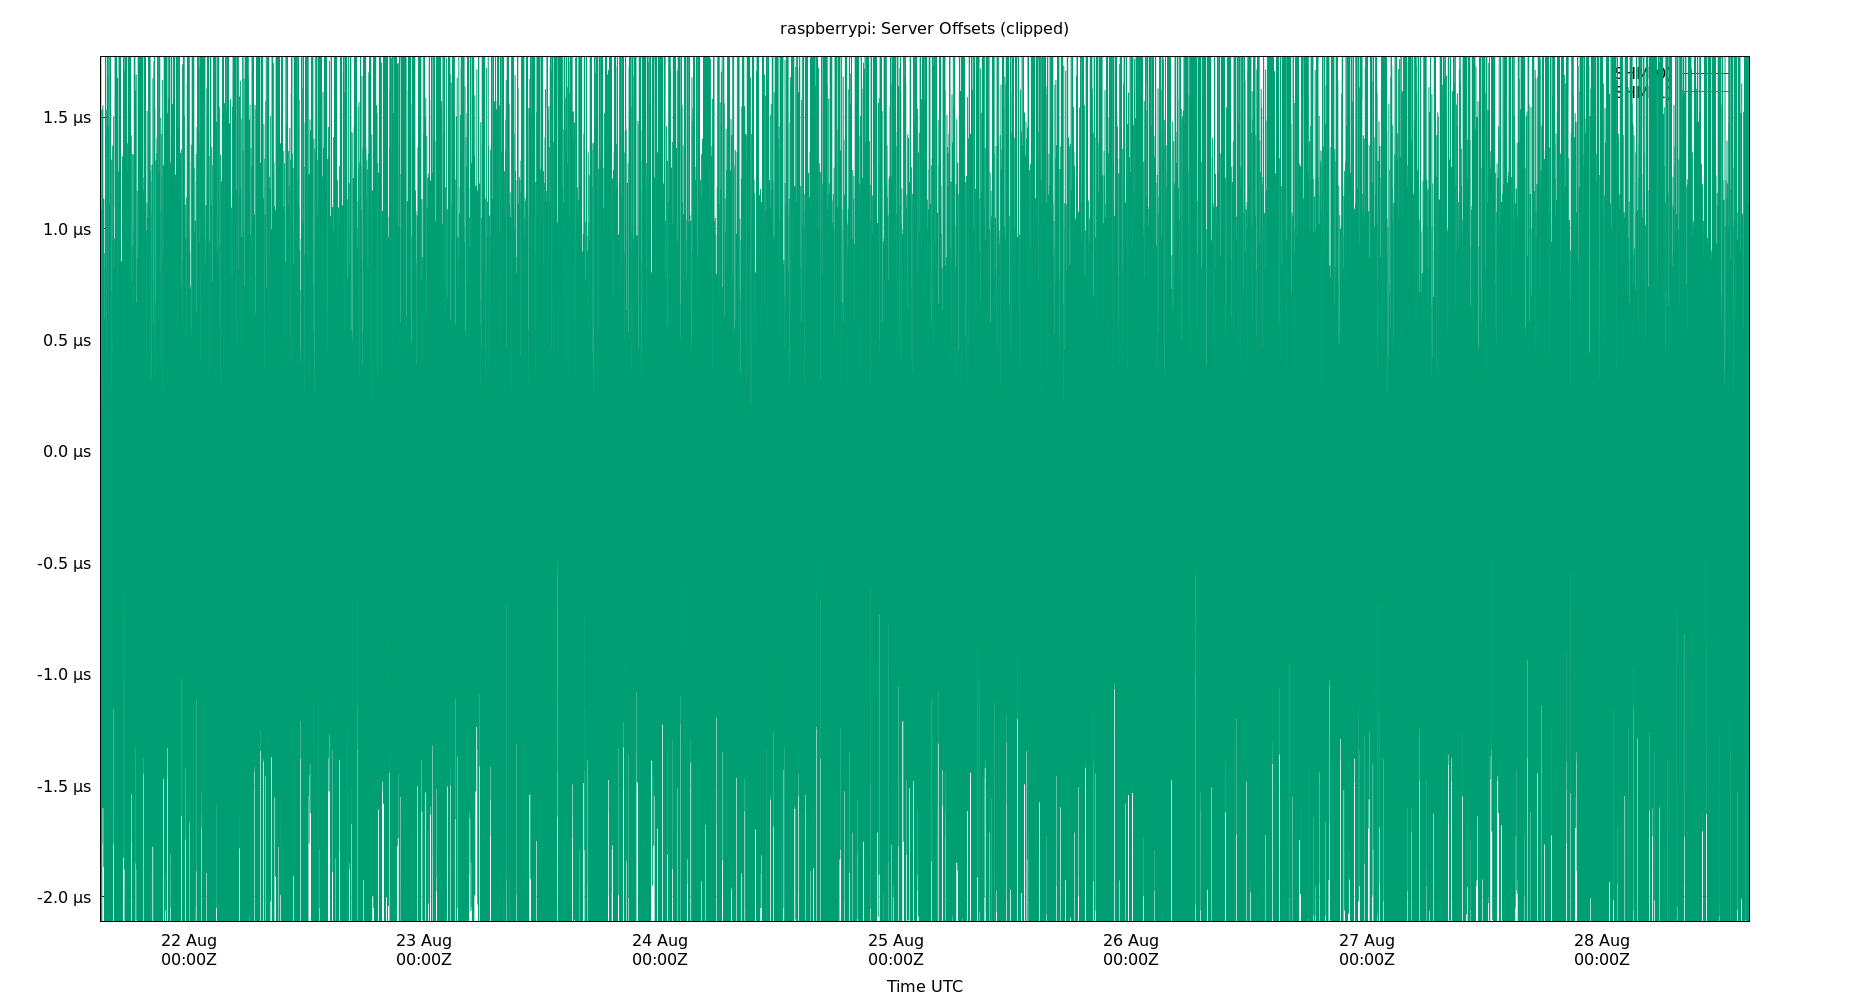 raspberrypi: Server Offsets (clipped)
1.5 µs
1.0 µs
0.5 µs
0.0 µs
-0.5 µs
-1.0 µs
-1.5 µs
-2.0 µs
22 Aug 23 Aug 24 Aug 25 Aug 26 Aug 27 Aug 28 Aug
00:00Z 00:00Z 00:00Z 00:00Z 00:00Z 00:00Z 00:00Z
Time UTC